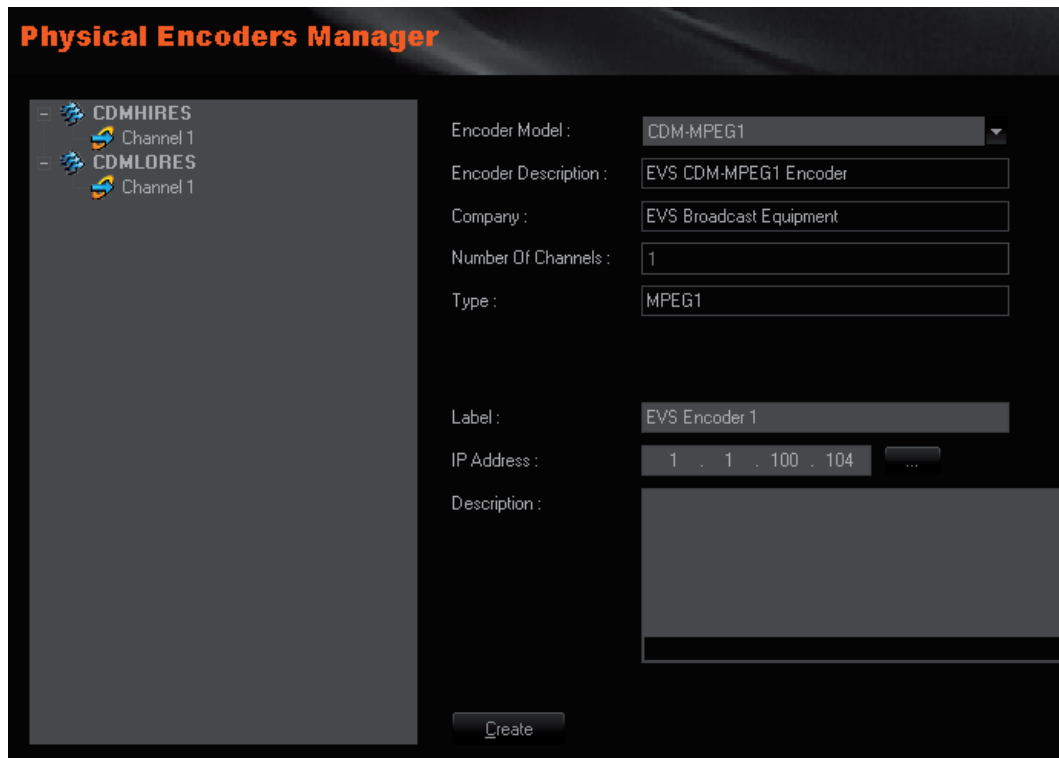 Physical Encoders Manager
CDMHIRES
Channel 1
CDMLORES
Channel 1
Encoder Model : CDM-MPEG1
Encoder Description : EVS CDM-MPEG1 Encoder
Company : EVS Broadcast Equipment
Number Of Channels : 1
Type : MPEG1
Label : EVS Encoder 1
IP Address : 1 . 1 . 100 . 104 ...
Description :
Create